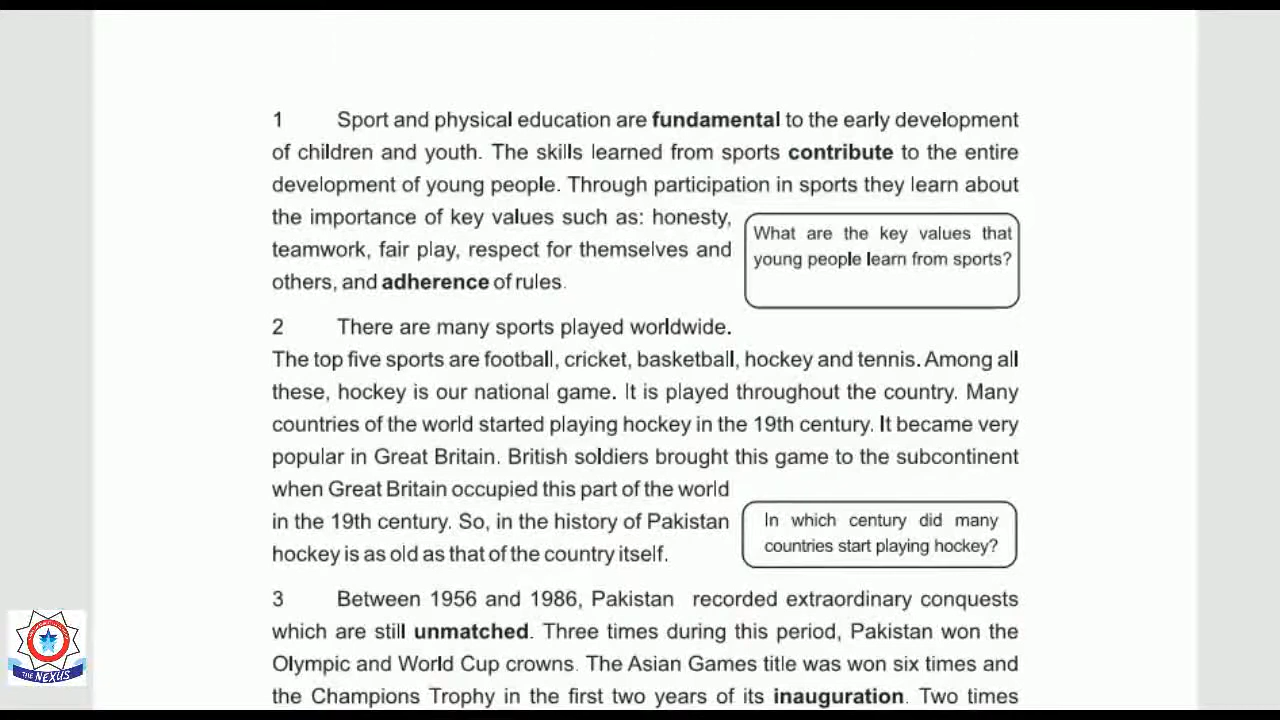 1 Sport and physical education are fundamental to the early development
of children and youth. The skills learned from sports contribute to the entire
development of young people. Through participation in sports they learn about
the importance of key values such as: honesty,
teamwork, fair play, respect for themselves and
others, and adherence of rules.
What are the key values that
young people learn from sports?
2 There are many sports played worldwide.
The top five sports are football, cricket, basketball, hockey and tennis. Among all
these, hockey is our national game. It is played throughout the country. Many
countries of the world started playing hockey in the 19th century. It became very
popular in Great Britain. British soldiers brought this game to the subcontinent
when Great Britain occupied this part of the world
in the 19th century. So, in the history of Pakistan
hockey is as old as that of the country itself.
In which century did many
countries start playing hockey?
3 Between 1956 and 1986, Pakistan recorded extraordinary conquests
which are still unmatched. Three times during this period, Pakistan won the
Olympic and World Cup crowns. The Asian Games title was won six times and
the Champions Trophy in the first two years of its inauguration. Two times
THE NEXUS